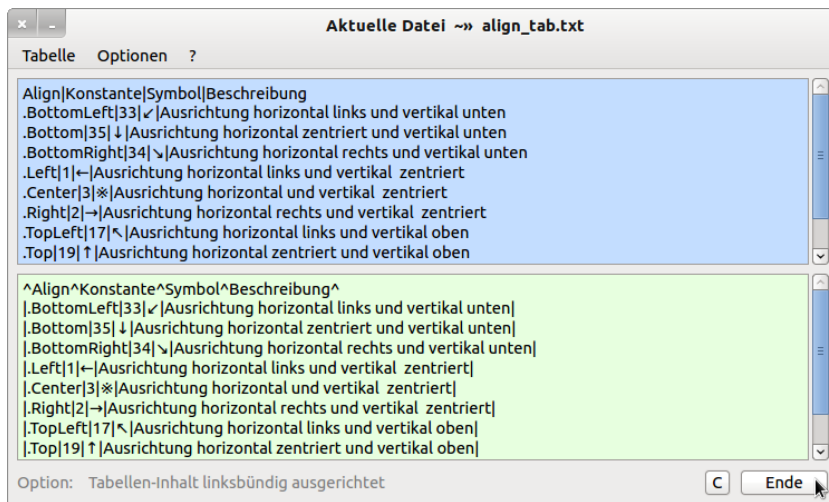 Aktuelle Datei ~» align_tab.txt
Tabelle Optionen ?
Align|Konstante|Symbol|Beschreibung
.BottomLeft|33|↙|Ausrichtung horizontal links und vertikal unten
.Bottom|35|↓|Ausrichtung horizontal zentriert und vertikal unten
.BottomRight|34|↘|Ausrichtung horizontal rechts und vertikal unten
.Left|1|←|Ausrichtung horizontal links und vertikal  zentriert
.Center|3|※|Ausrichtung horizontal und vertikal  zentriert
.Right|2|→|Ausrichtung horizontal rechts und vertikal  zentriert
.TopLeft|17|↖|Ausrichtung horizontal links und vertikal oben
.Top|19|↑|Ausrichtung horizontal zentriert und vertikal oben
^Align^Konstante^Symbol^Beschreibung^
|.BottomLeft|33|↙|Ausrichtung horizontal links und vertikal unten|
|.Bottom|35|↓|Ausrichtung horizontal zentriert und vertikal unten|
|.BottomRight|34|↘|Ausrichtung horizontal rechts und vertikal unten|
|.Left|1|←|Ausrichtung horizontal links und vertikal  zentriert|
|.Center|3|※|Ausrichtung horizontal und vertikal  zentriert|
|.Right|2|→|Ausrichtung horizontal rechts und vertikal  zentriert|
|.TopLeft|17|↖|Ausrichtung horizontal links und vertikal oben|
|.Top|19|↑|Ausrichtung horizontal zentriert und vertikal oben|
Option: Tabellen-Inhalt linksbündig ausgerichtet C Ende